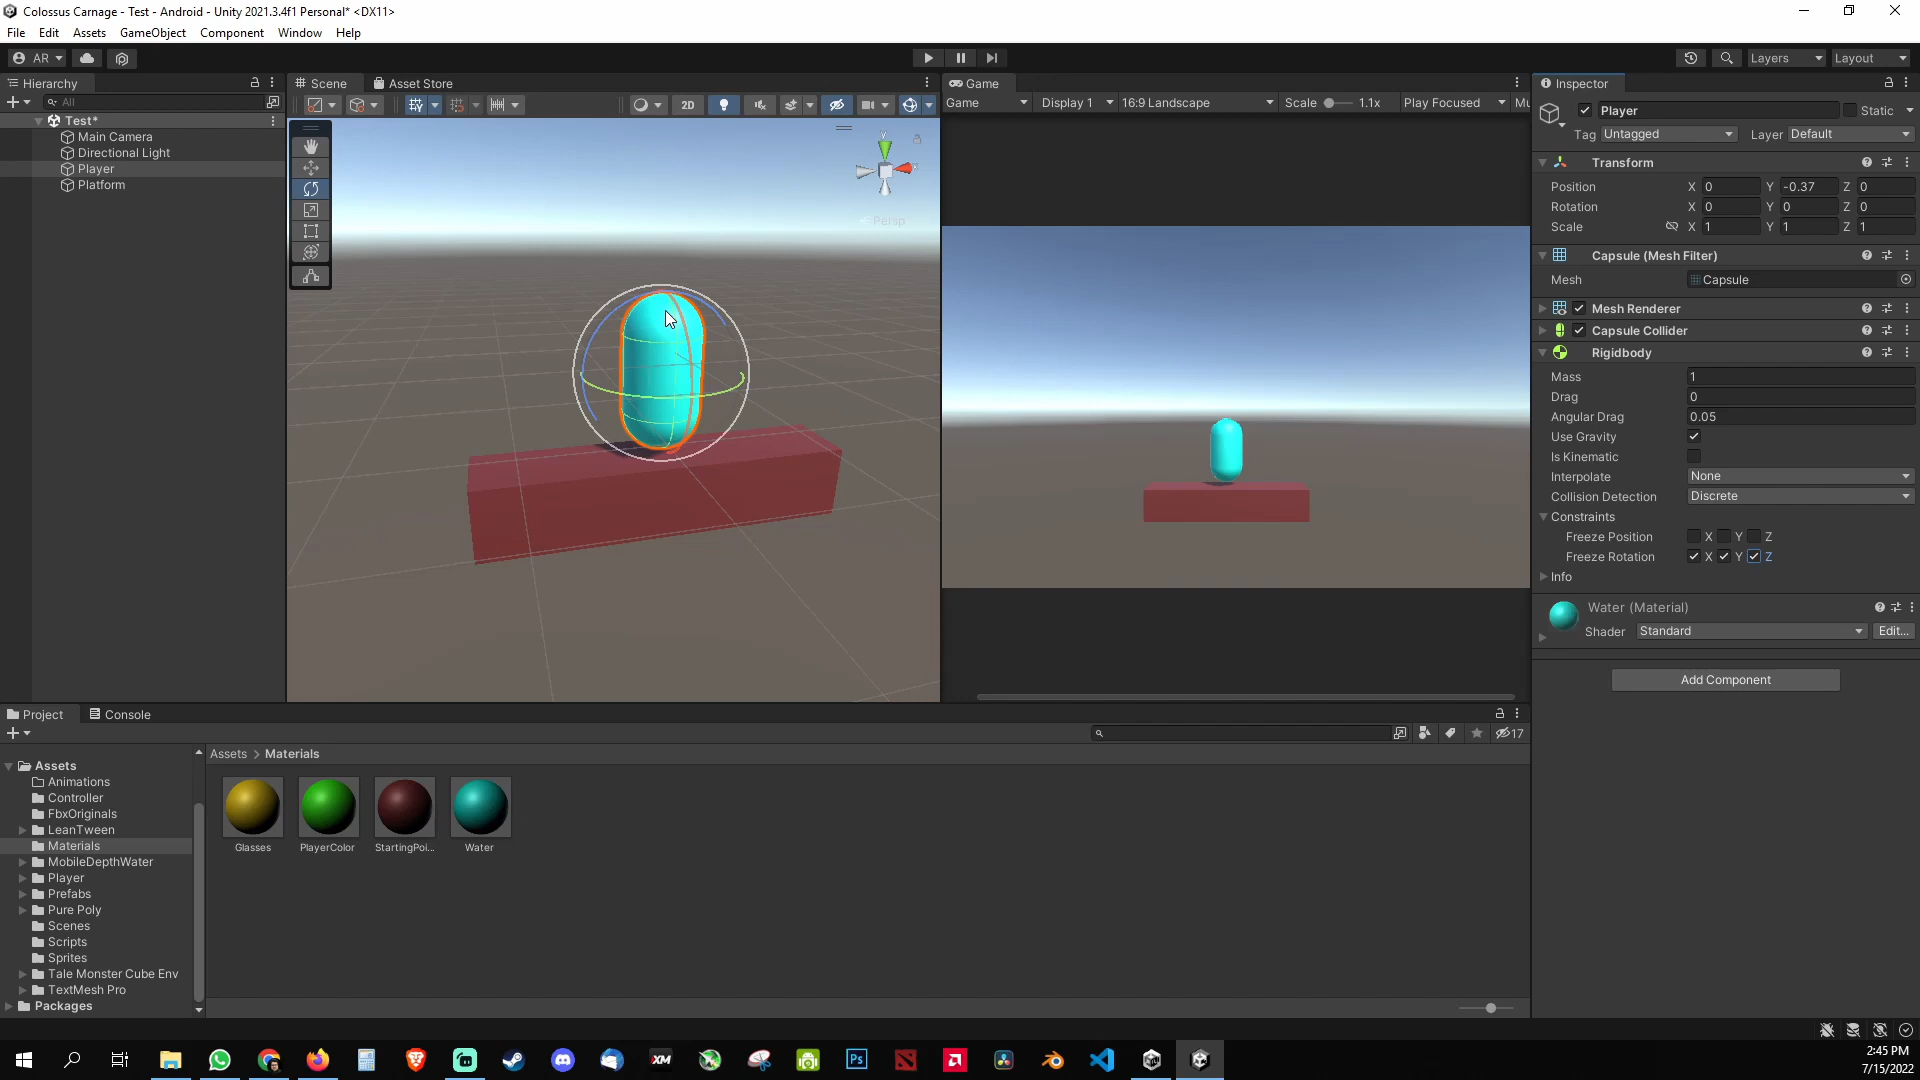 Colossus Carnage - Test - Android - Unity 2021.3.4f1 Personal* <DX11>
File Edit Assets GameObject Component Window Help
AR
Layers Layout
Hierarchy
All
Test*
Main Camera
Directional Light
Player
Platform
Scene Asset Store
2D
y
Persp
Game
Game Display 1 16:9 Landscape Scale 1.1x Play Focused Mu
Inspector
Player Static
Tag Untagged Layer Default
Transform
Position X 0 Y -0.37 Z 0
Rotation X 0 Y 0 Z 0
Scale X 1 Y 1 Z 1
Capsule (Mesh Filter)
Mesh Capsule
Mesh Renderer
Capsule Collider
Rigidbody
Mass 1
Drag 0
Angular Drag 0.05
Use Gravity
Is Kinematic
Interpolate None
Collision Detection Discrete
Constraints
Freeze Position X Y Z
Freeze Rotation X Y Z
Info
Water (Material)
Shader Standard Edit...
Add Component
Project Console
17
Assets
Animations
Controller
FbxOriginals
LeanTween
Materials
MobileDepthWater
Player
Prefabs
Pure Poly
Scenes
Scripts
Sprites
Tale Monster Cube Env
TextMesh Pro
Packages
Assets > Materials
Glasses PlayerColor StartingPoi... Water
XM
Ps
2:45 PM
7/15/2022